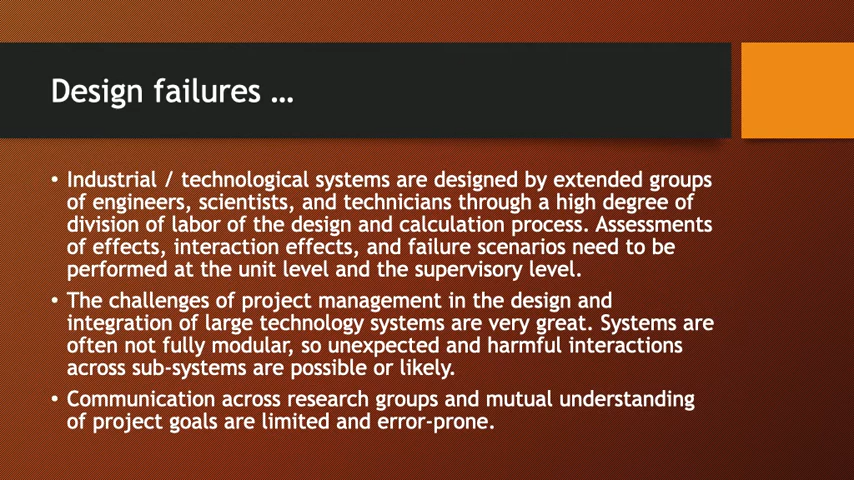 Design failures …
• Industrial / technological systems are designed by extended groups
of engineers, scientists, and technicians through a high degree of
division of labor of the design and calculation process. Assessments
of effects, interaction effects, and failure scenarios need to be
performed at the unit level and the supervisory level.
• The challenges of project management in the design and
integration of large technology systems are very great. Systems are
often not fully modular, so unexpected and harmful interactions
across sub-systems are possible or likely.
• Communication across research groups and mutual understanding
of project goals are limited and error-prone.